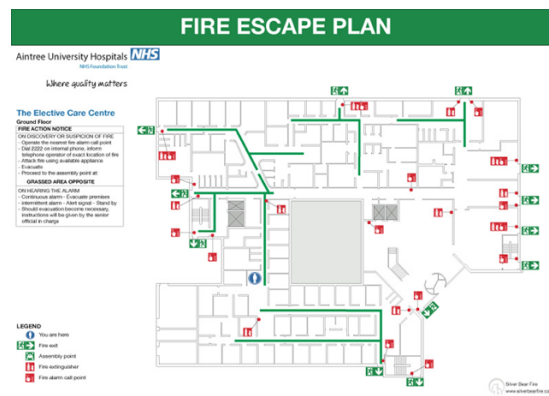 FIRE ESCAPE PLAN
Aintree University Hospitals NHS
NHS Foundation Trust
Where quality matters
The Elective Care Centre
Ground Floor
FIRE ACTION NOTICE
ON DISCOVERY OR SUSPICION OF FIRE
- Operate the nearest fire alarm call point
- Dial 2222 on internal phone, inform
telephone operator of exact location of fire
- Attack fire using available appliance
- Evacuate
- Proceed to the assembly point at:
GRASSED AREA OPPOSITE
ON HEARING THE ALARM
- Continuous alarm - Evacuate premises
- Intermittent alarm - Alert signal - Stand by
- Should evacuation become necessary,
instructions will be given by the senior
official in charge
LEGEND
You are here
Fire exit
Assembly point
Fire extinguisher
Fire alarm call point
Silver Bear Fire
www.silverbearfire.co